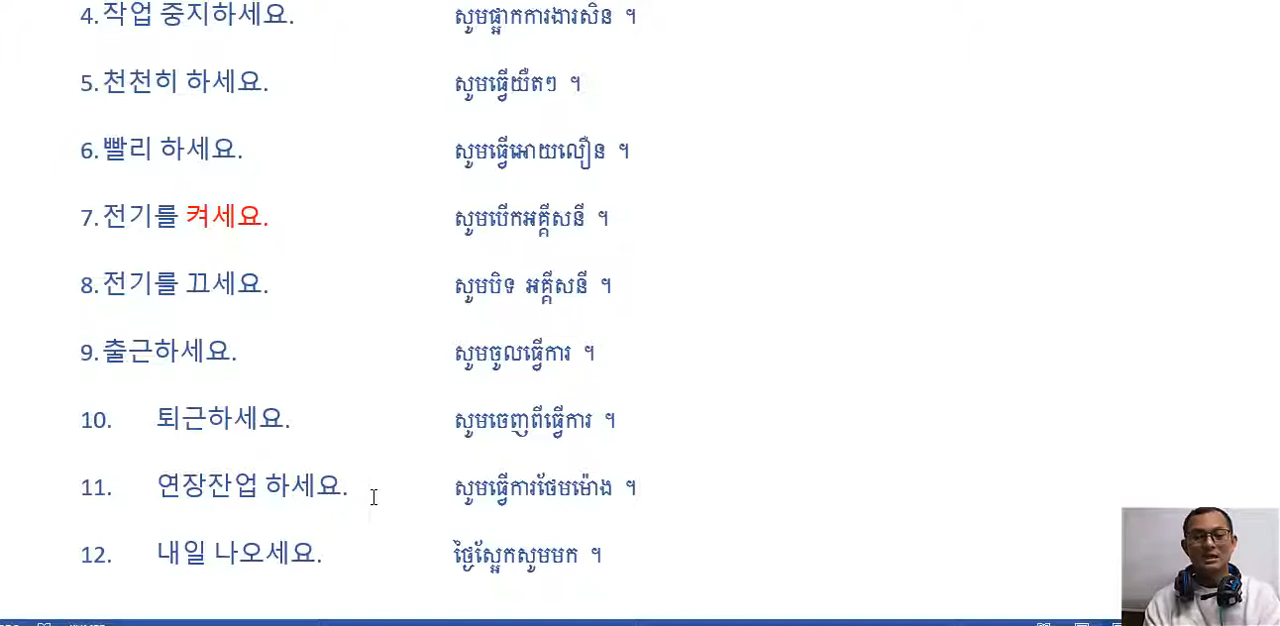 4. 작업 중지하세요. សូមផ្អាកការងារសិន ។
5. 천천히 하세요. សូមធ្វើយឺតៗ ។
6. 빨리 하세요. សូមធ្វើអោយលឿន ។
7. 전기를 켜세요. សូមបើកអគ្គីសនី ។
8. 전기를 끄세요. សូមបិទ អគ្គីសនី ។
9. 출근하세요. សូមចូលធ្វើការ ។
10. 퇴근하세요. សូមចេញពីធ្វើការ ។
11. 연장잔업 하세요. សូមធ្វើការថែមម៉ោង ។
12. 내일 나오세요. ថ្ងៃស្អែកសូមមក ។